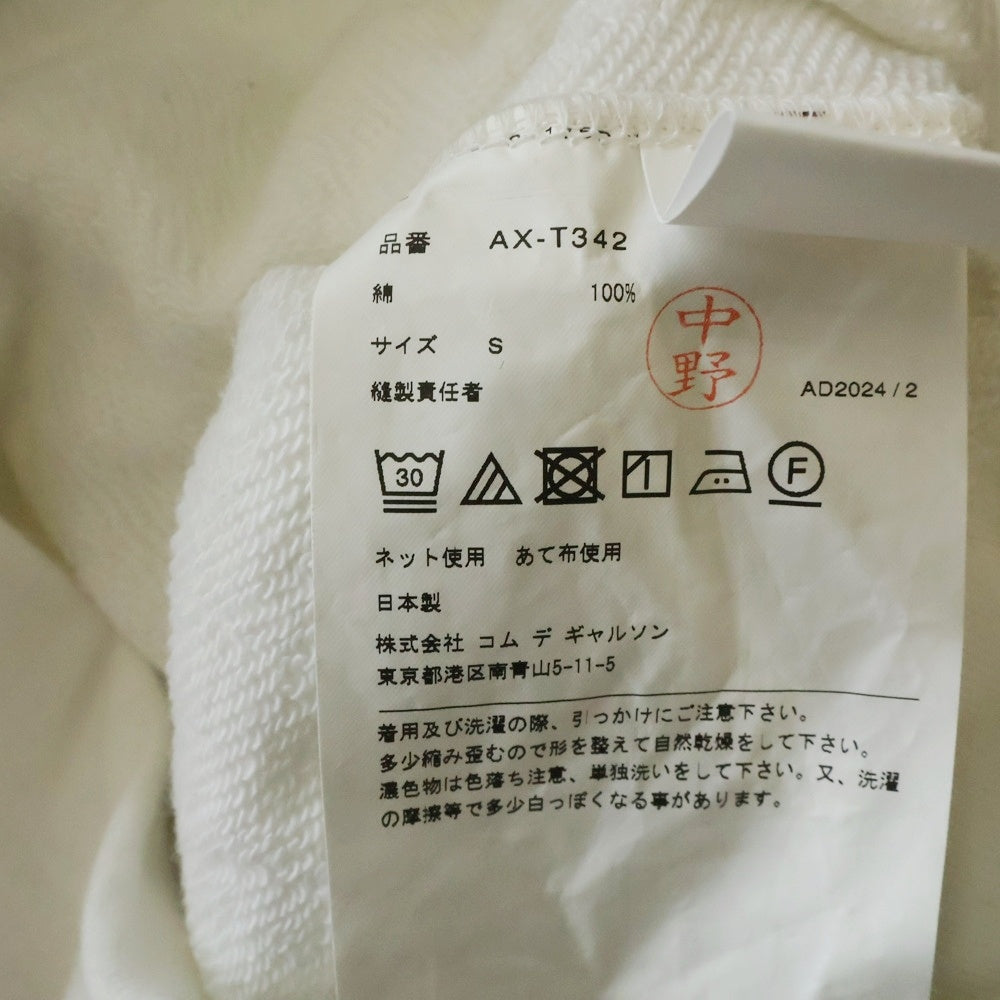 品番 AX-T342
綿 100%
サイズ S
縫製責任者 中野 AD2024/2
30 F
ネット使用 あて布使用
日本製
株式会社 コム デ ギャルソン
東京都港区南青山5-11-5
着用及び洗濯の際、引っかけにご注意下さい。
多少縮み歪むので形を整えて自然乾燥をして下さい。
濃色物は色落ち注意、単独洗いをして下さい。又、洗濯
の摩擦等で多少白っぽくなる事があります。